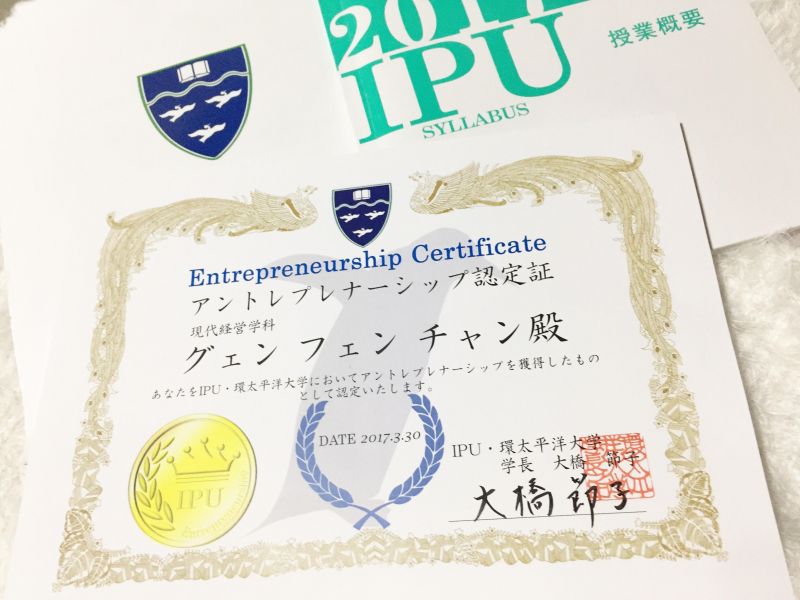 2017
IPU
SYLLABUS
授業概要
Entrepreneurship Certificate
アントレプレナーシップ認定証
現代経営学科
グェン フェン チャン殿
あなたをIPU・環太平洋大学においてアントレプレナーシップを獲得したもの
として認定いたします。
IPU
Entrepreneurship
DATE 2017.3.30
IPU・環太平洋大学
学長 大橋 節子
大橋節子